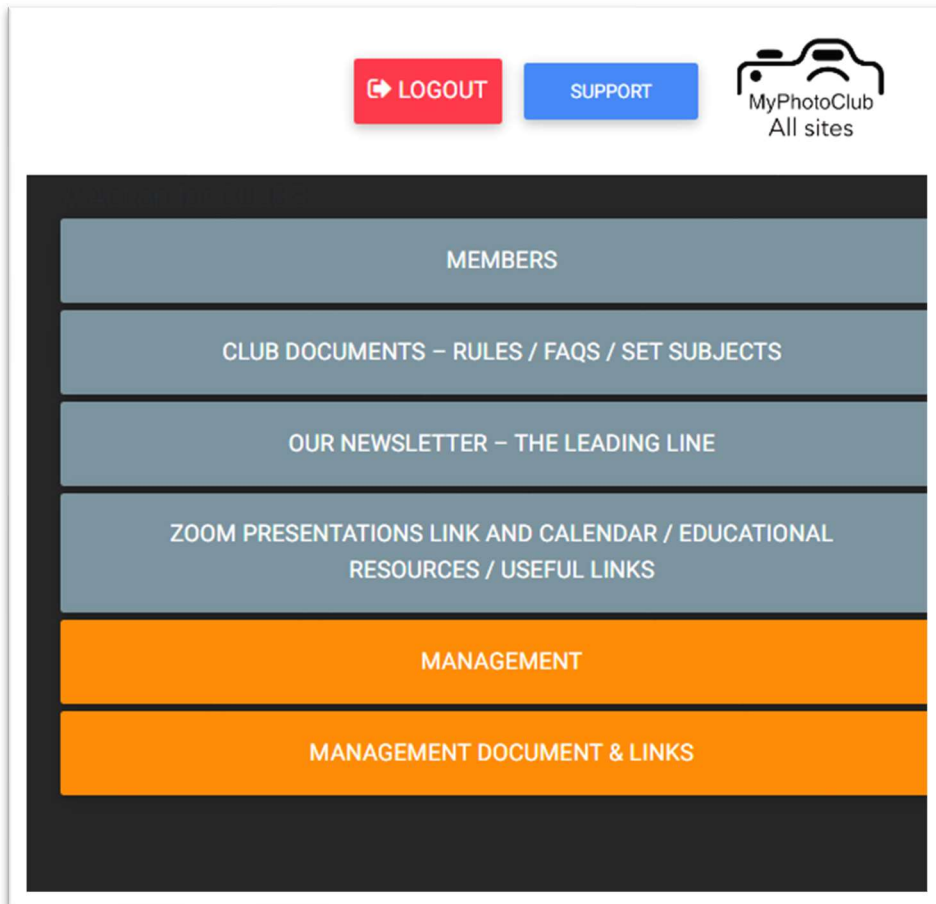 LOGOUT
SUPPORT
MyPhotoClub
All sites
MEMBERS
CLUB DOCUMENTS – RULES / FAQS / SET SUBJECTS
OUR NEWSLETTER – THE LEADING LINE
ZOOM PRESENTATIONS LINK AND CALENDAR / EDUCATIONAL
RESOURCES / USEFUL LINKS
MANAGEMENT
MANAGEMENT DOCUMENT & LINKS